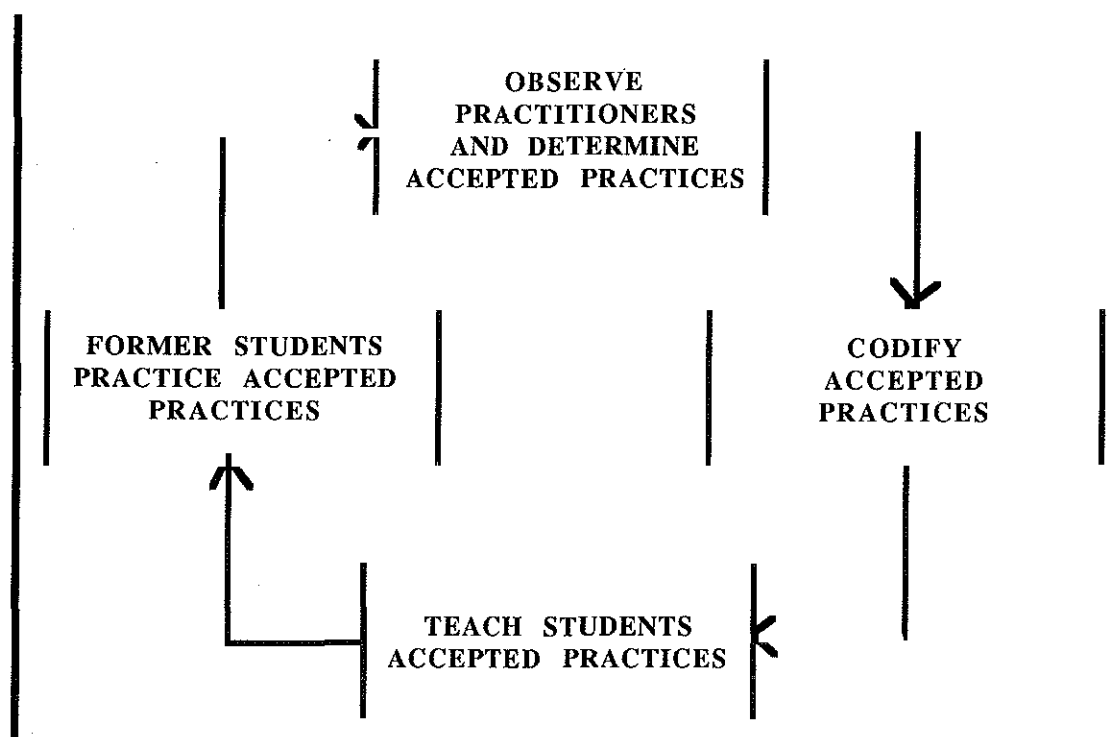 OBSERVE
PRACTITIONERS
AND DETERMINE
ACCEPTED PRACTICES
FORMER STUDENTS
PRACTICE ACCEPTED
PRACTICES
CODIFY
ACCEPTED
PRACTICES
TEACH STUDENTS
ACCEPTED PRACTICES